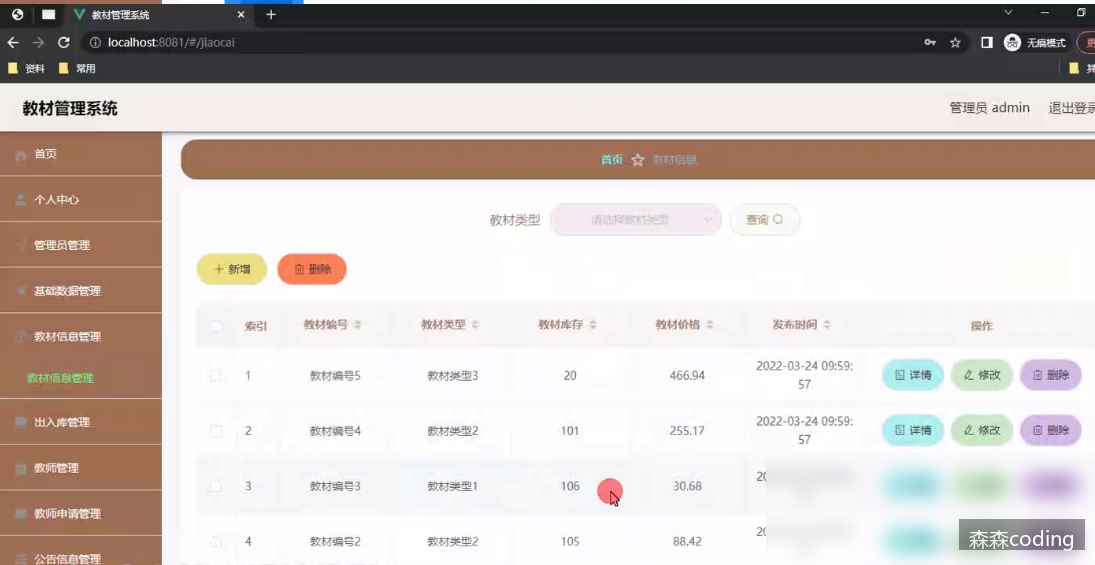 教材管理系统
localhost:8081/#/jiaocai
无痕模式
资料 常用
教材管理系统
管理员 admin 退出登录
首页 教材信息
首页
个人中心
管理员管理
基础数据管理
教材信息管理
教材信息管理
出入库管理
教师管理
教师申请管理
公告信息管理
教材类型 请选择教材类型 查询
新增 删除
索引 教材编号 教材类型 教材库存 教材价格 发布时间 操作
1 教材编号5 教材类型3 20 466.94 2022-03-24 09:59:
57 详情 修改 删除
2 教材编号4 教材类型2 101 255.17 2022-03-24 09:59:
57 详情 修改 删除
3 教材编号3 教材类型1 106 30.68 20
4 教材编号2 教材类型2 105 88.42 20
森森coding